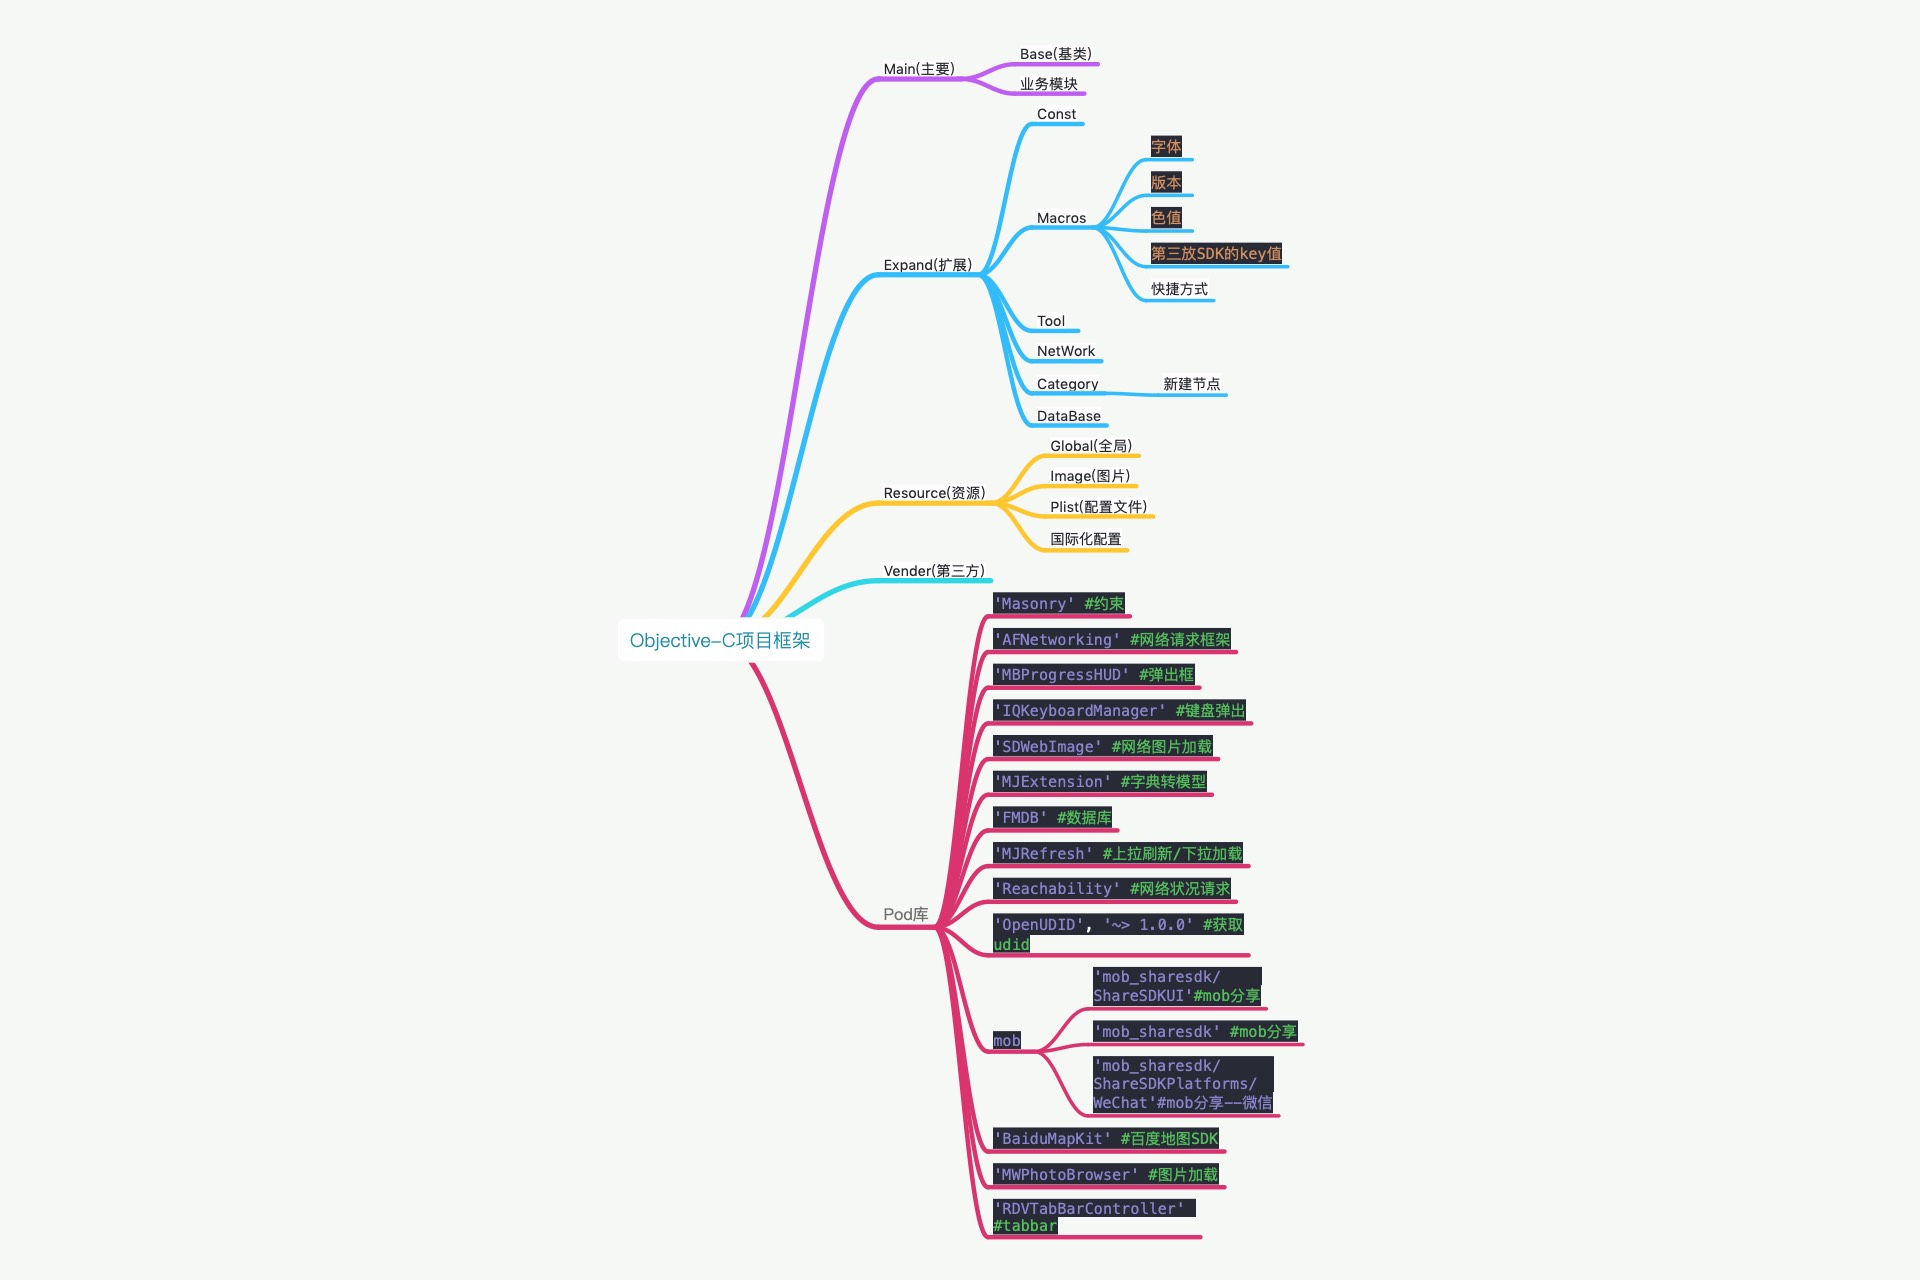 Main(主要)
Base(基类)
业务模块
Expand(扩展)
Const
Macros
字体
版本
色值
第三放SDK的key值
快捷方式
Tool
NetWork
Category
新建节点
DataBase
Resource(资源)
Global(全局)
Image(图片)
Plist(配置文件)
国际化配置
Vender(第三方)
Objective-C项目框架
Pod库
'Masonry' #约束
'AFNetworking' #网络请求框架
'MBProgressHUD' #弹出框
'IQKeyboardManager' #键盘弹出
'SDWebImage' #网络图片加载
'MJExtension' #字典转模型
'FMDB' #数据库
'MJRefresh' #上拉刷新/下拉加载
'Reachability' #网络状况请求
'OpenUDID', '~> 1.0.0' #获取
udid
mob
'mob_sharesdk/
ShareSDKUI'#mob分享
'mob_sharesdk' #mob分享
'mob_sharesdk/
ShareSDKPlatforms/
WeChat'#mob分享--微信
'BaiduMapKit' #百度地图SDK
'MWPhotoBrowser' #图片加载
'RDVTabBarController'
#tabbar